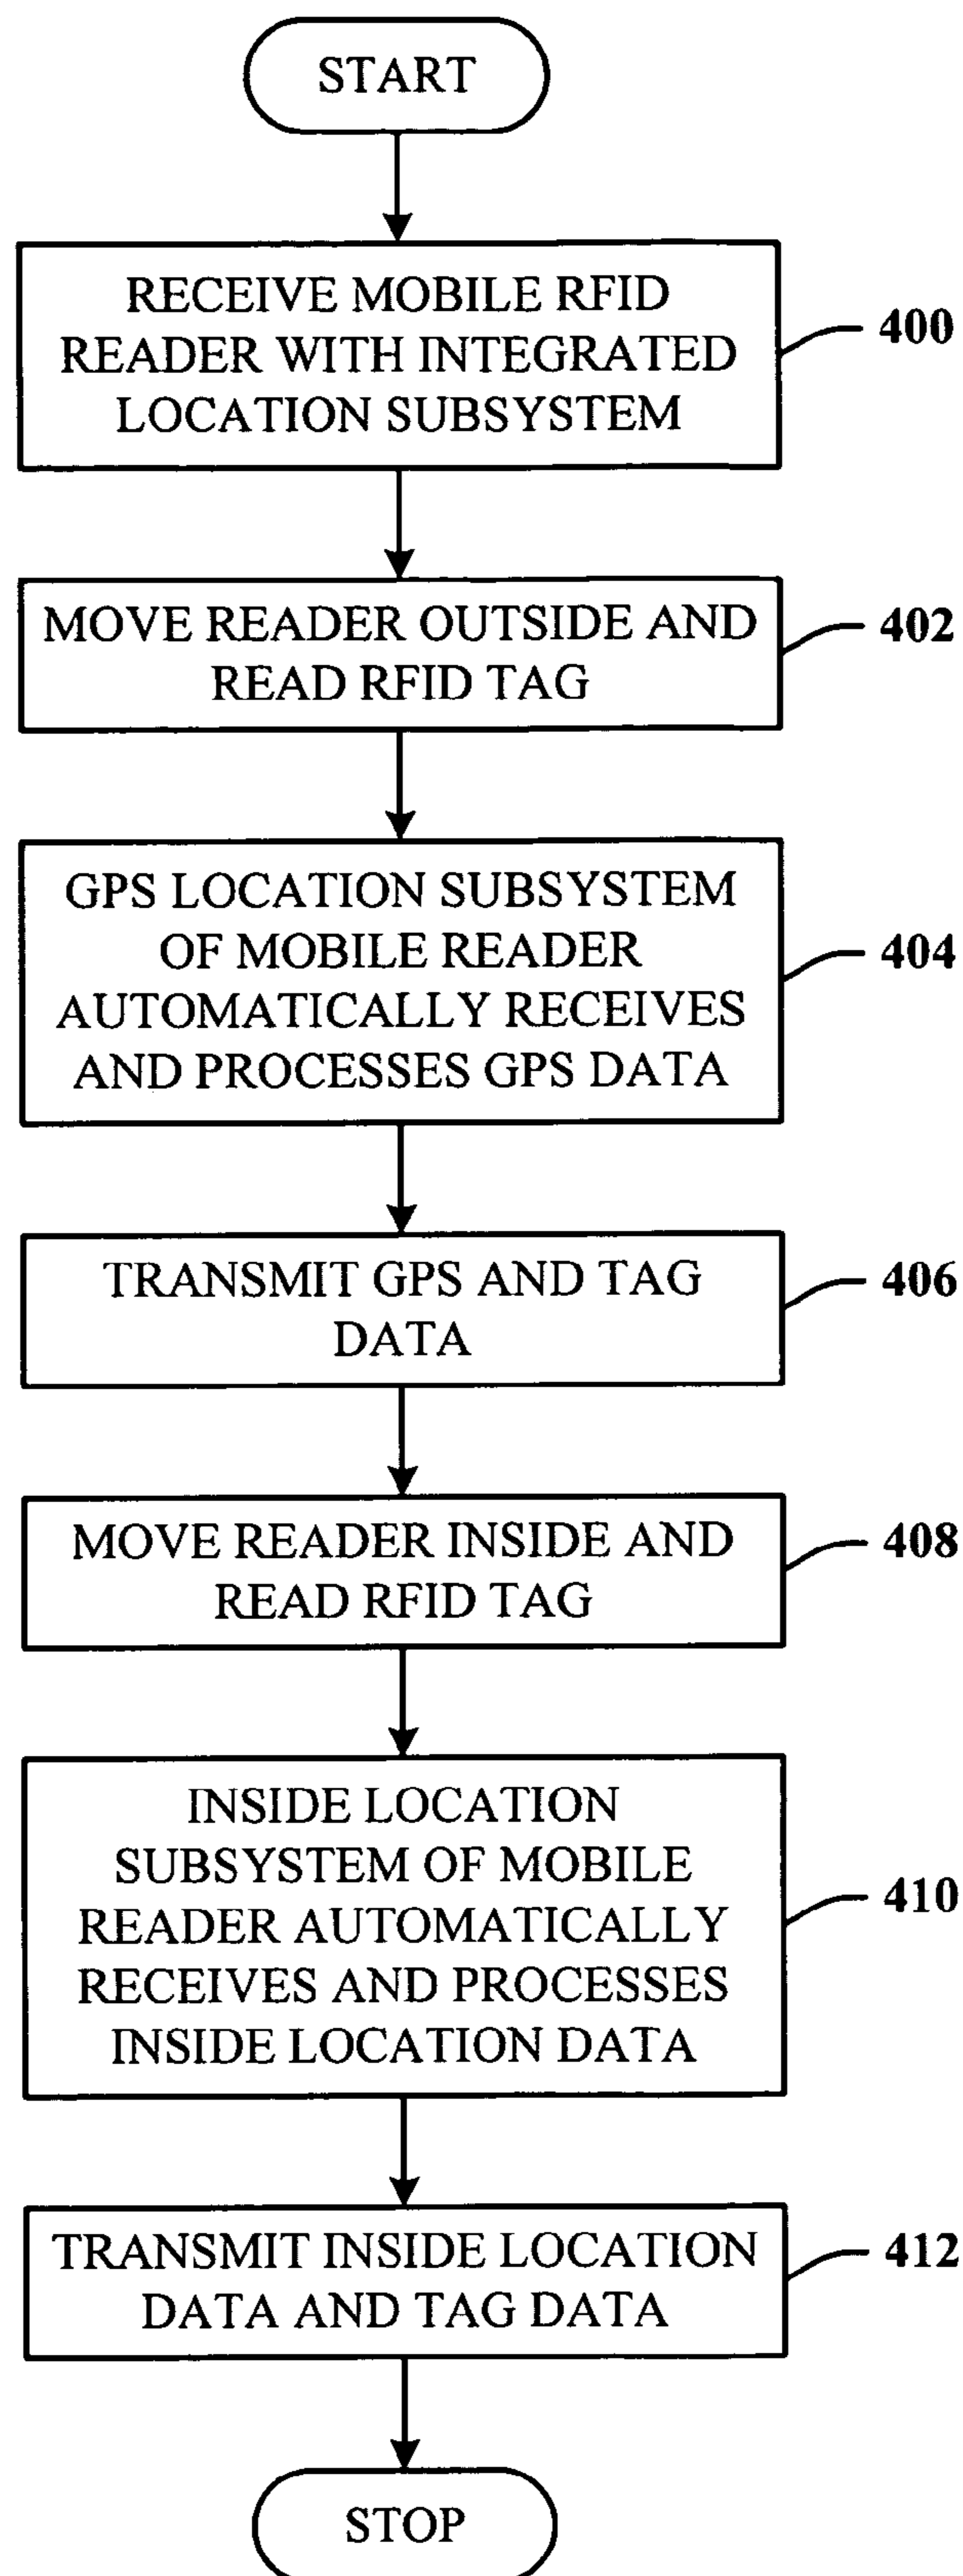 START
RECEIVE MOBILE RFID
READER WITH INTEGRATED
LOCATION SUBSYSTEM
400
MOVE READER OUTSIDE AND
READ RFID TAG
402
GPS LOCATION SUBSYSTEM
OF MOBILE READER
AUTOMATICALLY RECEIVES
AND PROCESSES GPS DATA
404
TRANSMIT GPS AND TAG
DATA
406
MOVE READER INSIDE AND
READ RFID TAG
408
INSIDE LOCATION
SUBSYSTEM OF MOBILE
READER AUTOMATICALLY
RECEIVES AND PROCESSES
INSIDE LOCATION DATA
410
TRANSMIT INSIDE LOCATION
DATA AND TAG DATA
412
STOP